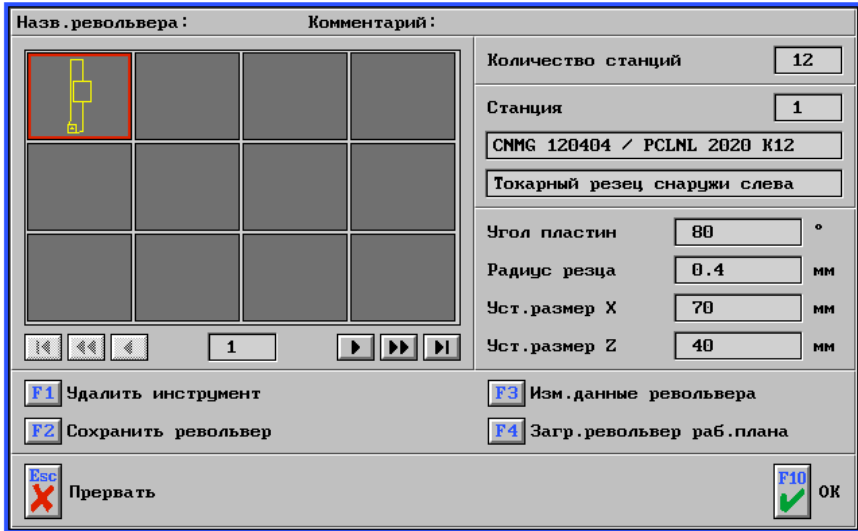 Назв.револьвера: Комментарий:
Количество станций 12
Станция 1
CNMG 120404 / PCLNL 2020 K12
Токарный резец снаружи слева
Угол пластин 80 °
Радиус резца 0.4 мм
Уст.размер X 70 мм
Уст.размер Z 40 мм
1
F1 Удалить инструмент
F3 Изм.данные револьвера
F2 Сохранить револьвер
F4 Загр.револьвер раб.плана
Esc Прервать
F10 ОК